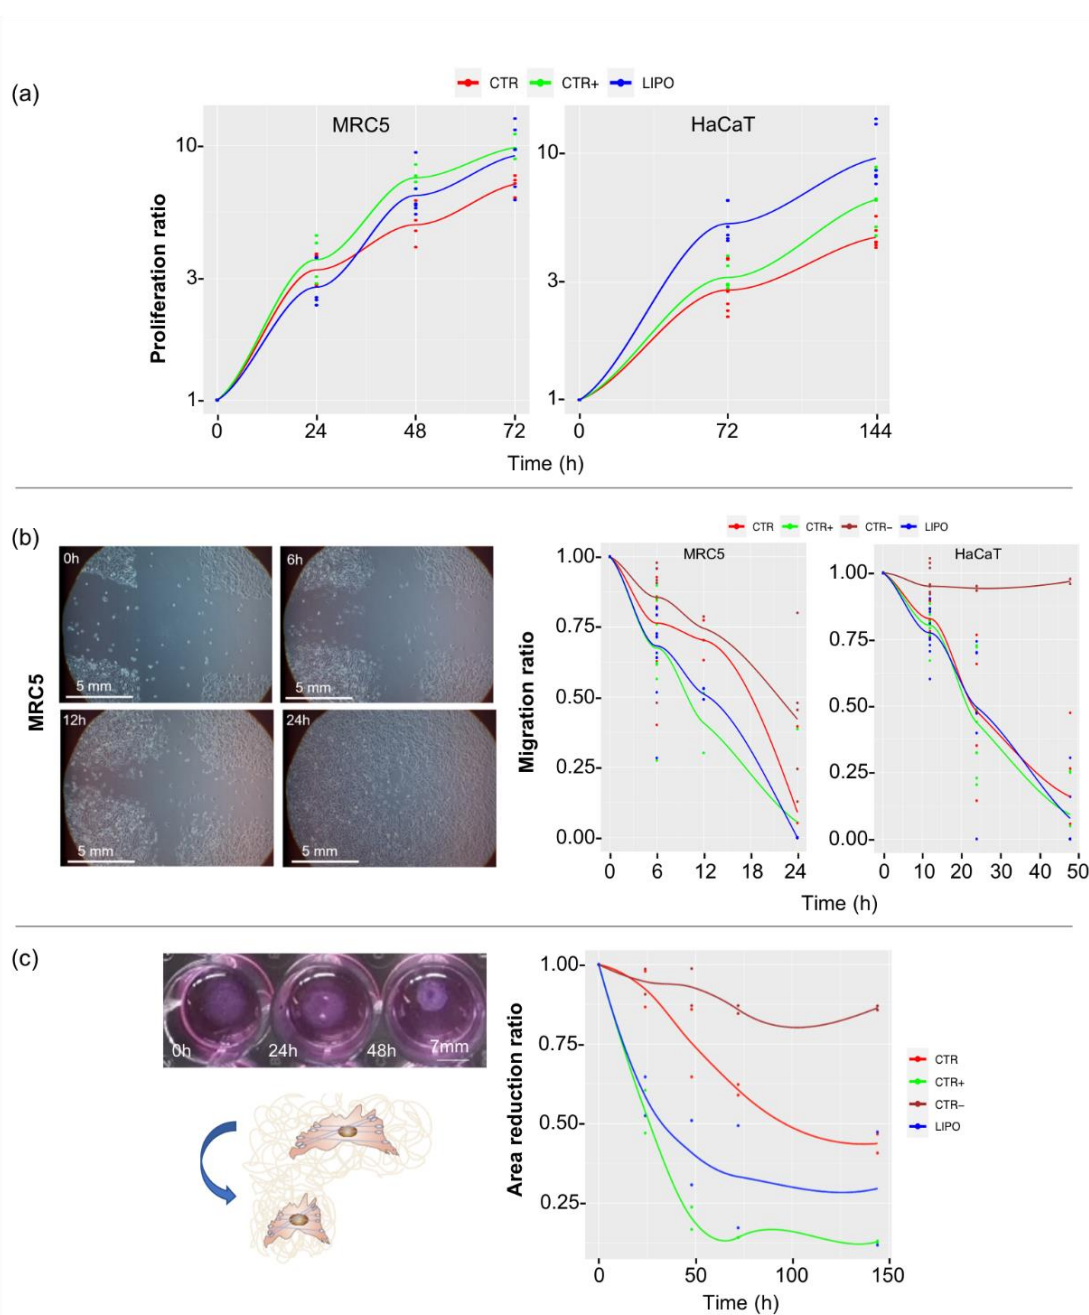 (a)
CTR CTR+ LIPO
MRC5
HaCaT
Proliferation ratio
10
3
1
0 24 48 72
10
3
1
0 72 144
Time (h)
(b)
MRC5
0h
5 mm
6h
5 mm
12h
5 mm
24h
5 mm
CTR CTR+ CTR− LIPO
MRC5
HaCaT
Migration ratio
1.00
0.75
0.50
0.25
0.00
0 6 12 18 24
1.00
0.75
0.50
0.25
0.00
0 10 20 30 40 50
Time (h)
(c)
0h 24h 48h 7mm
Area reduction ratio
1.00
0.75
0.50
0.25
0 50 100 150
Time (h)
CTR
CTR+
CTR−
LIPO